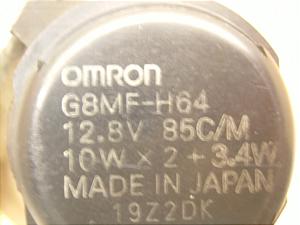 omron
G8MF-H64
12.8V 85C/M
10W × 2 + 3.4W
MADE IN JAPAN
19Z2DK